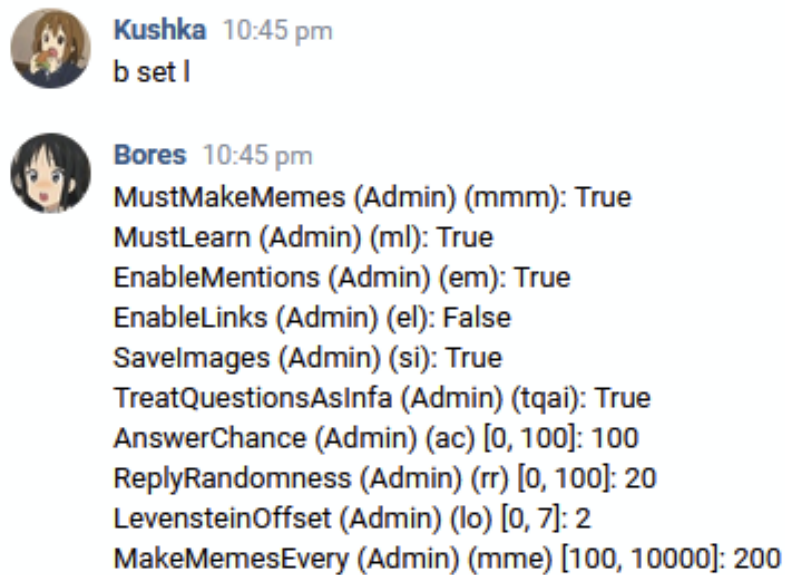 Kushka 10:45 pm
b set l
Bores 10:45 pm
MustMakeMemes (Admin) (mmm): True
MustLearn (Admin) (ml): True
EnableMentions (Admin) (em): True
EnableLinks (Admin) (el): False
SaveImages (Admin) (si): True
TreatQuestionsAsInfa (Admin) (tqai): True
AnswerChance (Admin) (ac) [0, 100]: 100
ReplyRandomness (Admin) (rr) [0, 100]: 20
LevensteinOffset (Admin) (lo) [0, 7]: 2
MakeMemesEvery (Admin) (mme) [100, 10000]: 200